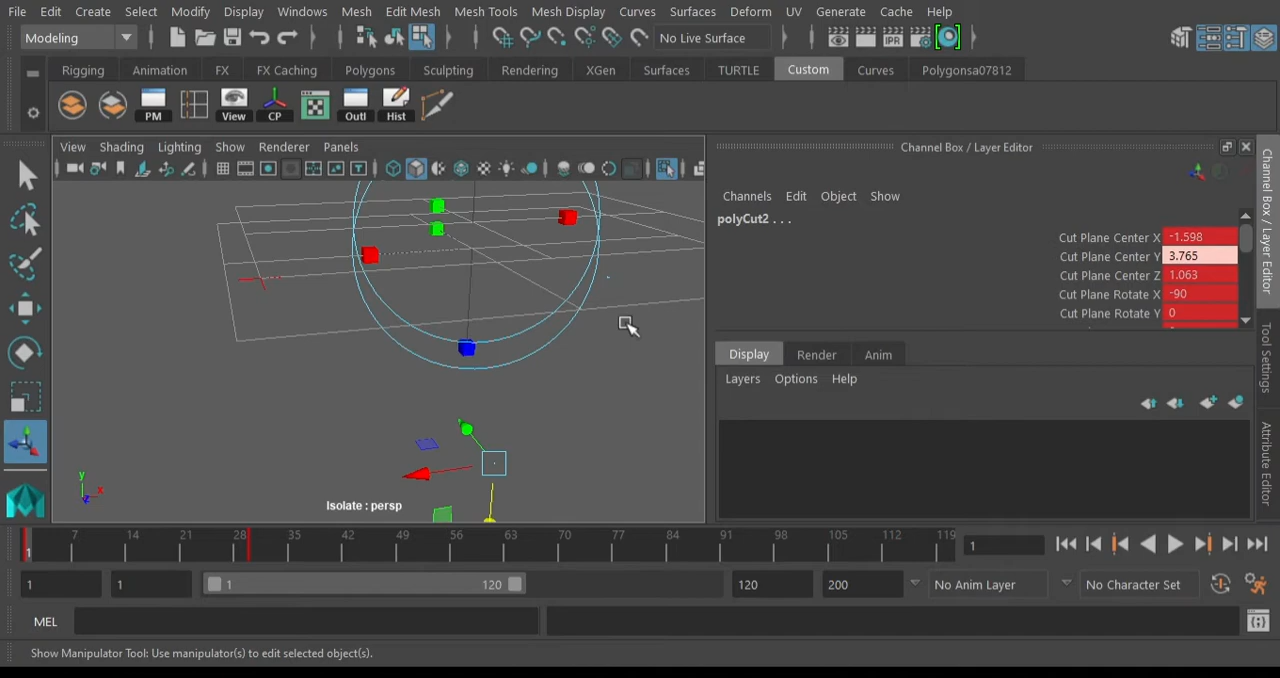 File Edit Create Select Modify Display Windows Mesh Edit Mesh Mesh Tools Mesh Display Curves Surfaces Deform UV Generate Cache Help
Modeling No Live Surface IPR
Rigging Animation FX FX Caching Polygons Sculpting Rendering XGen Surfaces TURTLE Custom Curves Polygonsa07812
PM View CP Outl Hist
View Shading Lighting Show Renderer Panels
Channel Box / Layer Editor
Channels Edit Object Show
polyCut2 . . .
Cut Plane Center X -1.598
Cut Plane Center Y 3.765
Cut Plane Center Z 1.063
Cut Plane Rotate X -90
Cut Plane Rotate Y 0
Display Render Anim
Layers Options Help
Channel Box / Layer Editor
Tool Settings
Attribute Editor
y
x
z
Isolate : persp
1 7 14 21 28 35 42 49 56 63 70 77 84 91 98 105 112 119 1
1 1 1 120 120 200 No Anim Layer No Character Set
MEL
Show Manipulator Tool: Use manipulator(s) to edit selected object(s).